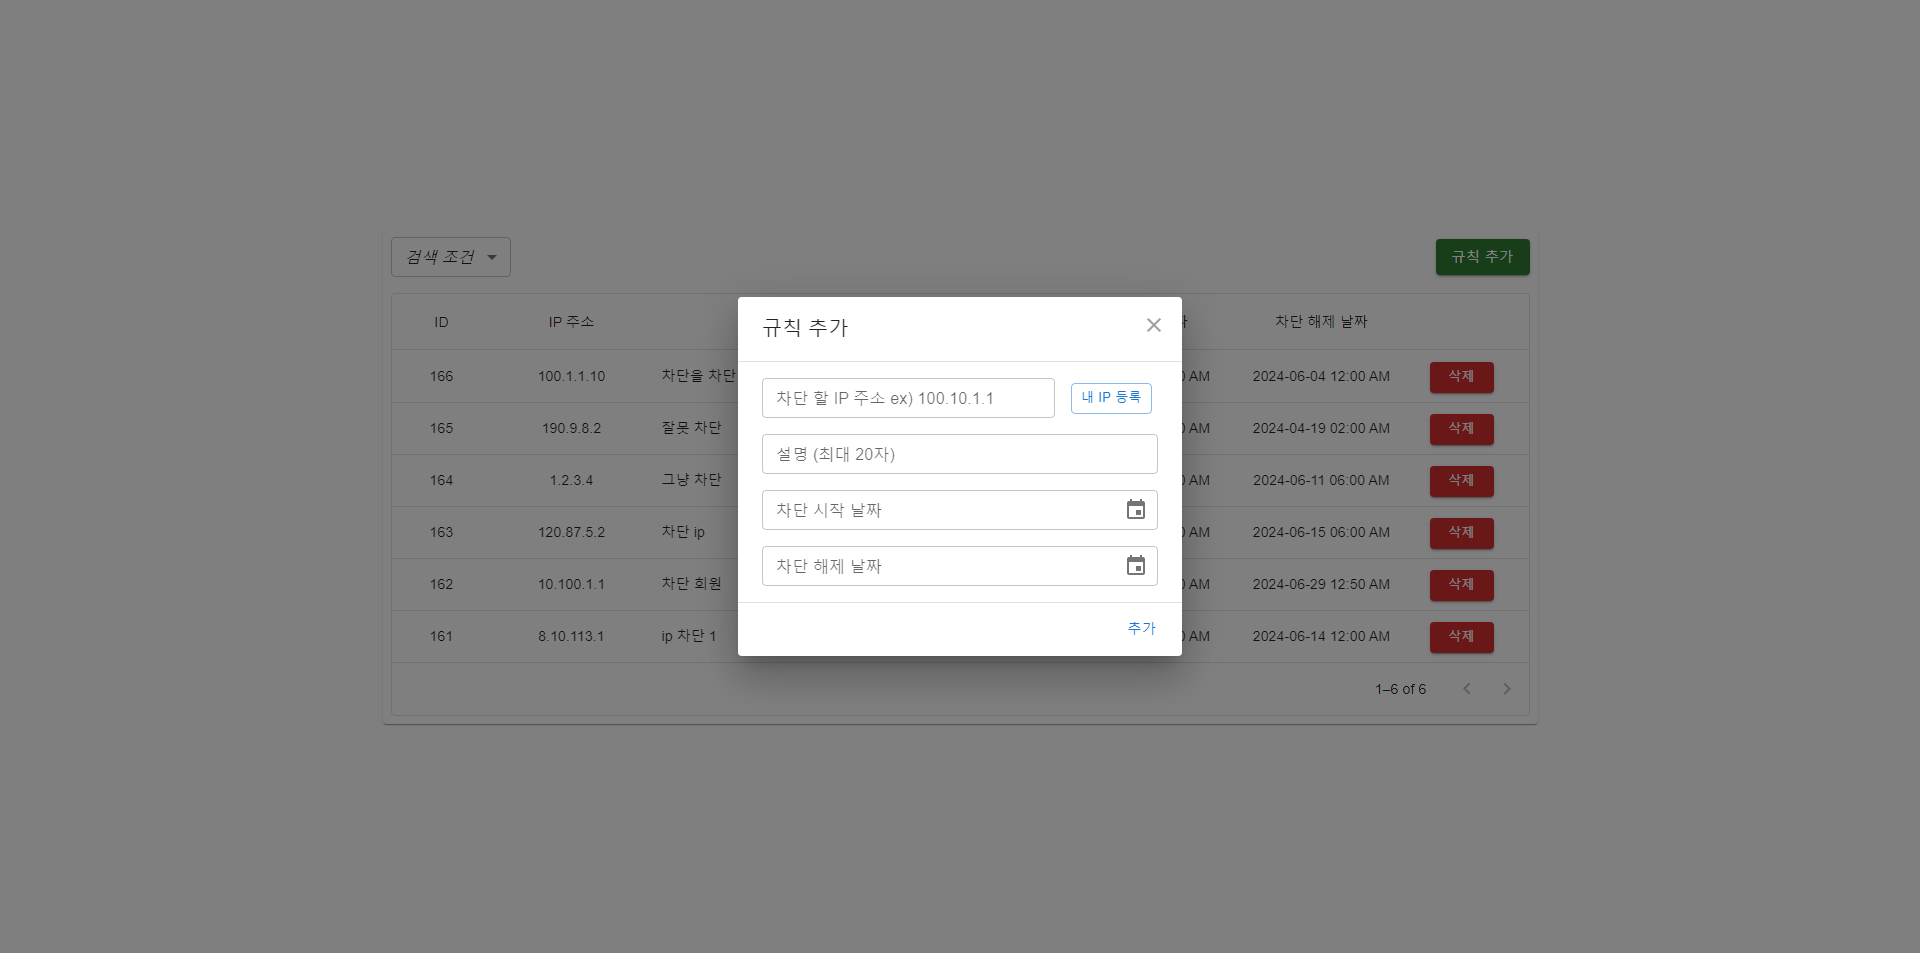 검색 조건
규칙 추가
ID IP 주소 차단 해제 날짜
166 100.1.1.10 차단을 차단 AM 2024-06-04 12:00 AM 삭제
165 190.9.8.2 잘못 차단 AM 2024-04-19 02:00 AM 삭제
164 1.2.3.4 그냥 차단 AM 2024-06-11 06:00 AM 삭제
163 120.87.5.2 차단 ip AM 2024-06-15 06:00 AM 삭제
162 10.100.1.1 차단 회원 AM 2024-06-29 12:50 AM 삭제
161 8.10.113.1 ip 차단 1 AM 2024-06-14 12:00 AM 삭제
1–6 of 6
규칙 추가
차단 할 IP 주소 ex) 100.10.1.1
내 IP 등록
설명 (최대 20자)
차단 시작 날짜
차단 해제 날짜
추가